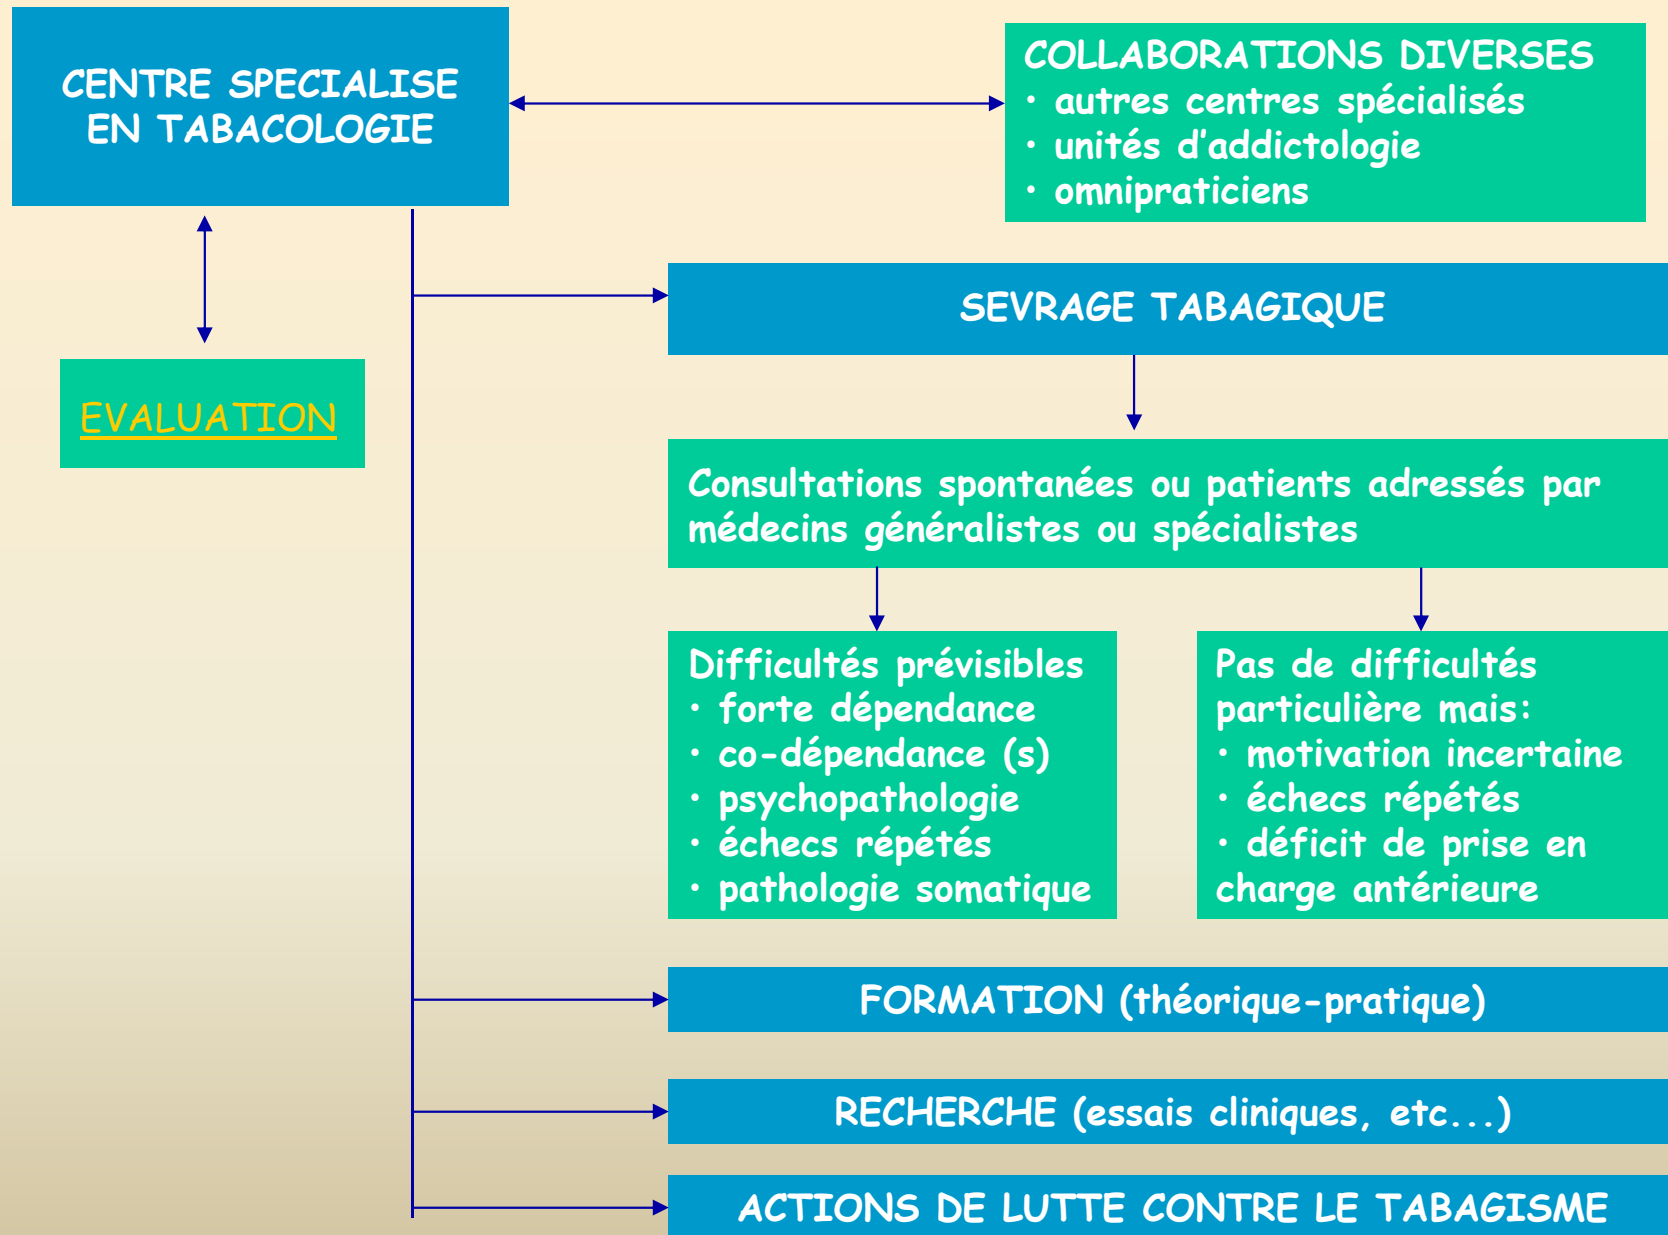 CENTRE SPECIALISE
EN TABACOLOGIE
COLLABORATIONS DIVERSES
• autres centres spécialisés
• unités d'addictologie
• omnipraticiens
SEVRAGE TABAGIQUE
EVALUATION
Consultations spontanées ou patients adressés par
médecins généralistes ou spécialistes
Difficultés prévisibles
• forte dépendance
• co-dépendance (s)
• psychopathologie
• échecs répétés
• pathologie somatique
Pas de difficultés
particulière mais:
• motivation incertaine
• échecs répétés
• déficit de prise en
charge antérieure
FORMATION (théorique-pratique)
RECHERCHE (essais cliniques, etc...)
ACTIONS DE LUTTE CONTRE LE TABAGISME